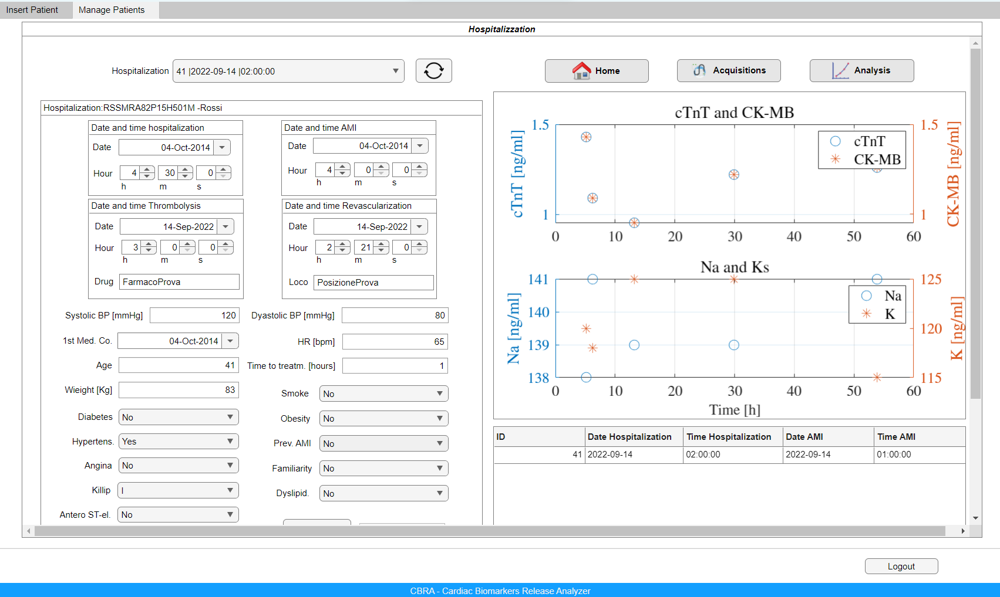 Insert Patient
Manage Patients
Hospitalizzation
Hospitalization 41 |2022-09-14 |02:00:00
Home
Acquisitions
Analysis
Hospitalization:RSSMRA82P15H501M -Rossi
Date and time hospitalization
Date 04-Oct-2014
Hour 4 30 0
h m s
Date and time AMI
Date 04-Oct-2014
Hour 4 0 0
h m s
Date and time Thrombolysis
Date 14-Sep-2022
Hour 3 0 0
h m s
Drug FarmacoProva
Date and time Revascularization
Date 14-Sep-2022
Hour 2 21 0
h m s
Loco PosizioneProva
Systolic BP [mmHg] 120
Dyastolic BP [mmHg] 80
1st Med. Co. 04-Oct-2014
HR [bpm] 65
Age 41
Time to treatm. [hours] 1
Wieight [Kg] 83
Smoke No
Diabetes No
Obesity No
Hypertens. Yes
Prev. AMI No
Angina No
Familiarity No
Killip I
Dyslipid. No
Antero ST-el. No
cTnT and CK-MB
cTnT [ng/ml]
1.5
1
CK-MB [ng/ml]
1.5
1
cTnT
CK-MB
0 10 20 30 40 50 60
Na and Ks
Na [ng/ml]
141
140
139
138
K [ng/ml]
125
120
115
Na
K
0 10 20 30 40 50 60
Time [h]
ID Date Hospitalization Time Hospitalization Date AMI Time AMI
41 2022-09-14 02:00:00 2022-09-14 01:00:00
Logout
CBRA - Cardiac Biomarkers Release Analyzer